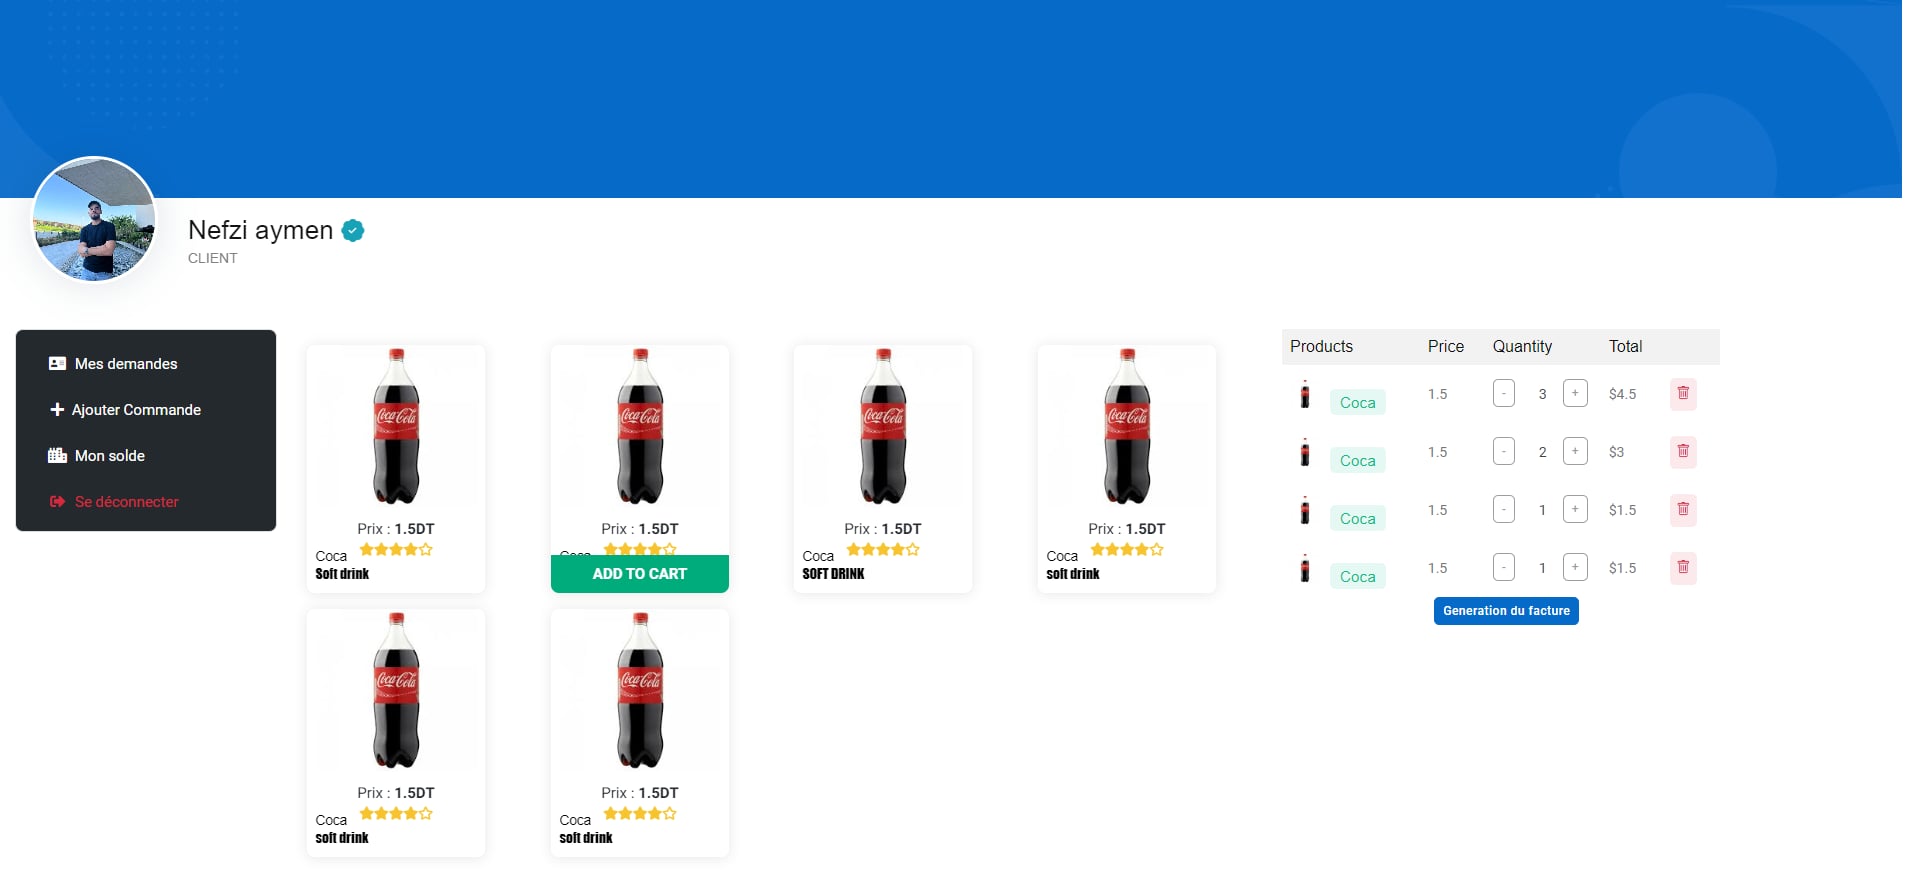 Nefzi aymen
CLIENT
Mes demandes
Ajouter Commande
Mon solde
Se déconnecter
Coca-Cola
Prix : 1.5DT
Coca
Soft drink
Coca-Cola
Prix : 1.5DT
Coca
ADD TO CART
Coca-Cola
Prix : 1.5DT
Coca
SOFT DRINK
Coca-Cola
Prix : 1.5DT
Coca
soft drink
Coca-Cola
Prix : 1.5DT
Coca
soft drink
Coca-Cola
Prix : 1.5DT
Coca
soft drink
Products Price Quantity Total
Coca 1.5 - 3 + $4.5
Coca 1.5 - 2 + $3
Coca 1.5 - 1 + $1.5
Coca 1.5 - 1 + $1.5
Generation du facture